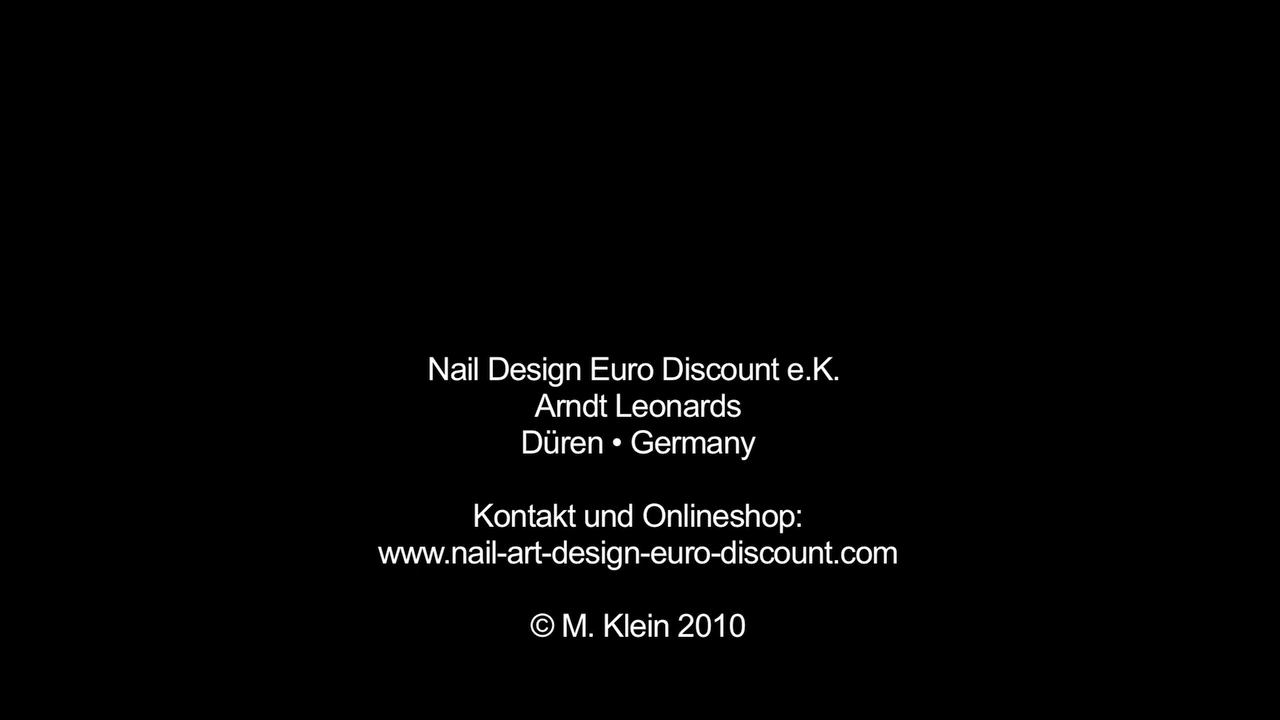 Nail Design Euro Discount e.K.
Arndt Leonards
Düren • Germany
Kontakt und Onlineshop:
www.nail-art-design-euro-discount.com
© M. Klein 2010